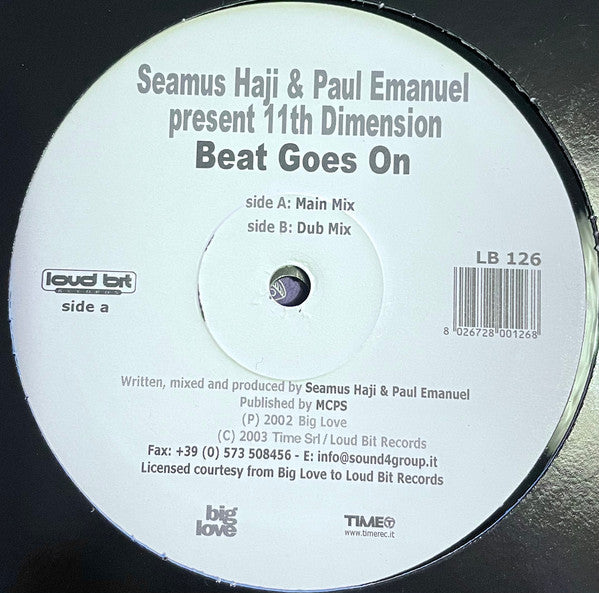 Seamus Haji & Paul Emanuel
present 11th Dimension
Beat Goes On
side A: Main Mix
side B: Dub Mix
LB 126
loud bit
RECORDS
side a
8 026728 001268
Written, mixed and produced by Seamus Haji & Paul Emanuel
Published by MCPS
(P) 2002 Big Love
(C) 2003 Time Srl / Loud Bit Records
Fax: +39 (0) 573 508456 - E: info@sound4group.it
Licensed courtesy from Big Love to Loud Bit Records
big
love
TIME
www.timerec.it